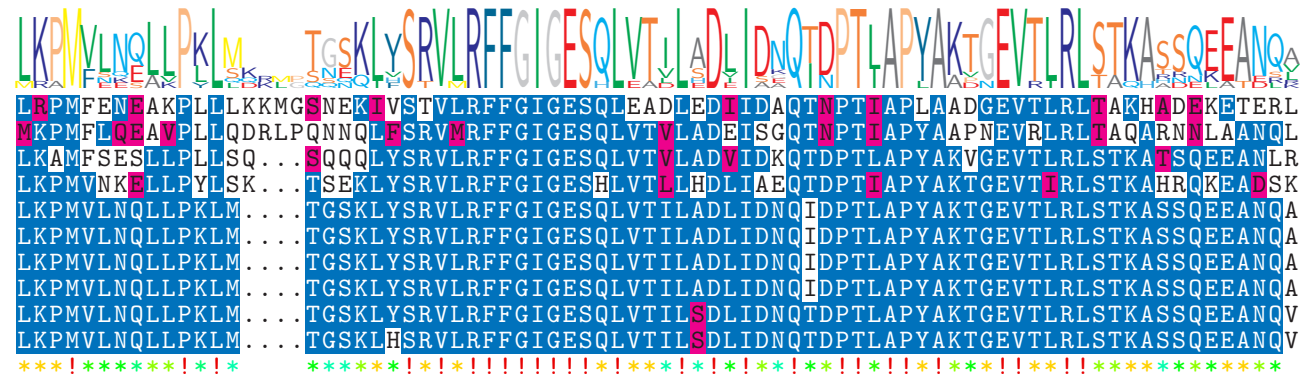 LRPMFENEAKPLLLKKMGSNEKIVSTVLRFFGIGESQLEADLEDIIDAQTNPTIAPLAADGEVTLRLTAKHADEKETERL
MKPMFLQEAVPLLQDRLPQNNQLFSRVMRFFGIGESQLVTVLADEISGQTNPTIAPYAAPNEVRLRLTAQARNNLAANQL
LKAMFSESLLPLLSQ...SQQQLYSRVLRFFGIGESQLVTVLADVIDKQTDPTLAPYAKVGEVTLRLSTKATSQEEANLR
LKPMVNKELLPYLSK...TSEKLYSRVLRFFGIGESHLVTLLHDLIAEQTDPTIAPYAKTGEVTIRLSTKAHRQKEADSK
LKPMVLNQLLPKLM....TGSKLYSRVLRFFGIGESQLVTILADLIDNQIDPTLAPYAKTGEVTLRLSTKASSQEEANQA
LKPMVLNQLLPKLM....TGSKLYSRVLRFFGIGESQLVTILADLIDNQIDPTLAPYAKTGEVTLRLSTKASSQEEANQA
LKPMVLNQLLPKLM....TGSKLYSRVLRFFGIGESQLVTILADLIDNQIDPTLAPYAKTGEVTLRLSTKASSQEEANQA
LKPMVLNQLLPKLM....TGSKLYSRVLRFFGIGESQLVTILADLIDNQIDPTLAPYAKTGEVTLRLSTKASSQEEANQA
LKPMVLNQLLPKLM....TGSKLYSRVLRFFGIGESQLVTILSDLIDNQTDPTLAPYAKTGEVTLRLSTKASSQEEANQV
LKPMVLNQLLPKLM....TGSKLHSRVLRFFGIGESQLVTILSDLIDNQTDPTLAPYAKTGEVTLRLSTKASSQEEANQV
***!******!*!*    ******!*!*!!!!!!!!*!****!*!*!*!**!!*!!*!***!!**!!************